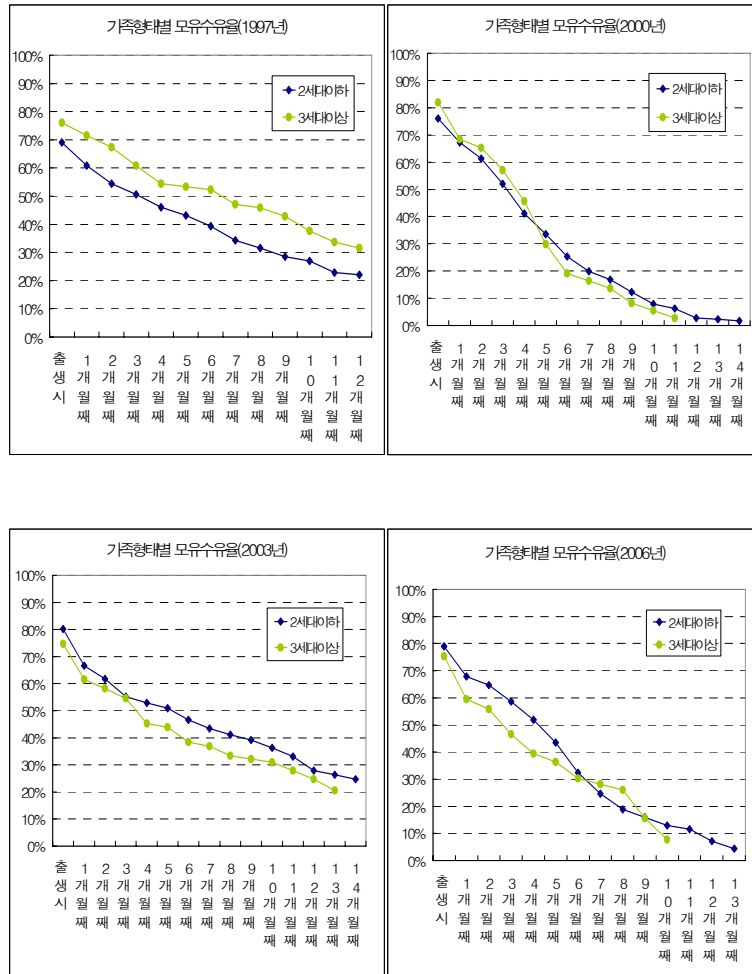 가족형태별 모유수유율(1997년)
100%
90%
80%
70%
60%
50%
40%
30%
20%
10%
0%
2세대이하
3세대이상
출생시 1개월째 2개월째 3개월째 4개월째 5개월째 6개월째 7개월째 8개월째 9개월째 10개월째 11개월째 12개월째
가족형태별 모유수유율(2000년)
100%
90%
80%
70%
60%
50%
40%
30%
20%
10%
0%
2세대이하
3세대이상
출생시 1개월째 2개월째 3개월째 4개월째 5개월째 6개월째 7개월째 8개월째 9개월째 10개월째 11개월째 12개월째 13개월째 14개월째
가족형태별 모유수유율(2003년)
100%
90%
80%
70%
60%
50%
40%
30%
20%
10%
0%
2세대이하
3세대이상
출생시 1개월째 2개월째 3개월째 4개월째 5개월째 6개월째 7개월째 8개월째 9개월째 10개월째 11개월째 12개월째 13개월째 14개월째
가족형태별 모유수유율(2006년)
100%
90%
80%
70%
60%
50%
40%
30%
20%
10%
0%
2세대이하
3세대이상
출생시 1개월째 2개월째 3개월째 4개월째 5개월째 6개월째 7개월째 8개월째 9개월째 10개월째 11개월째 12개월째 13개월째